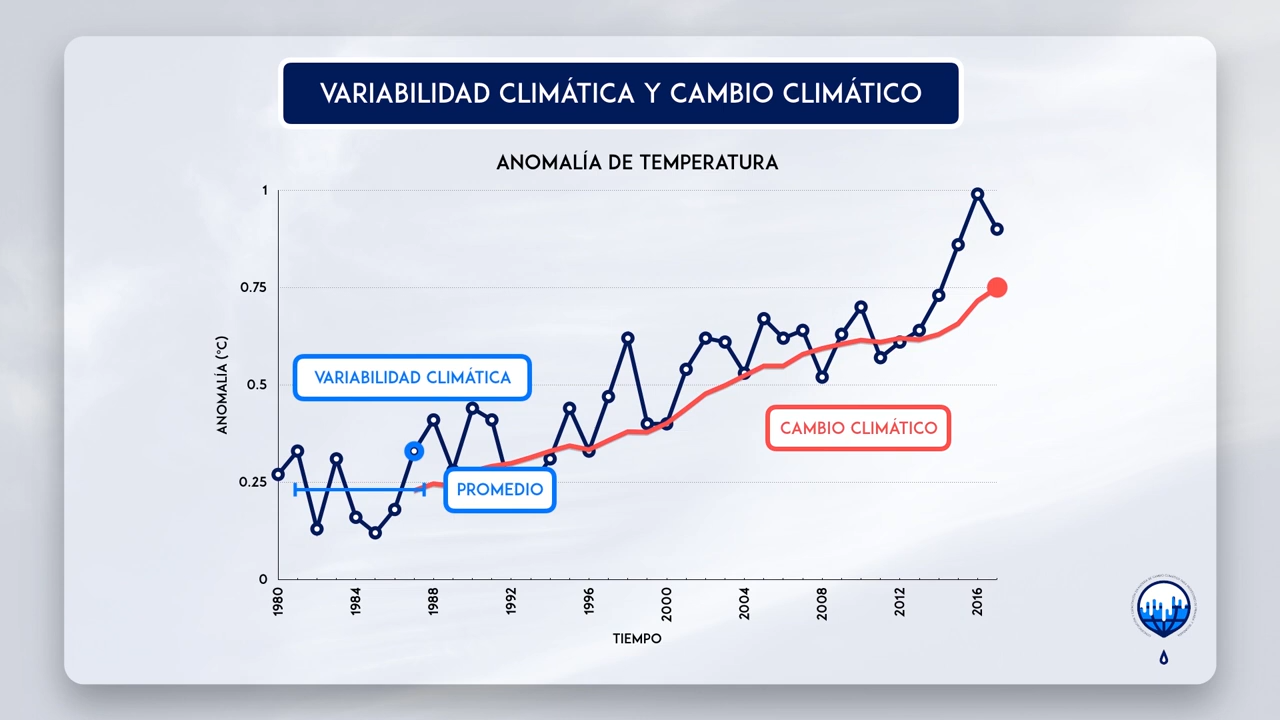 VARIABILIDAD CLIMÁTICA Y CAMBIO CLIMÁTICO
ANOMALÍA DE TEMPERATURA
ANOMALÍA (°C)
1
0.75
0.5
0.25
0
VARIABILIDAD CLIMÁTICA
CAMBIO CLIMÁTICO
PROMEDIO
1980
1984
1988
1992
1996
2000
2004
2008
2012
2016
TIEMPO